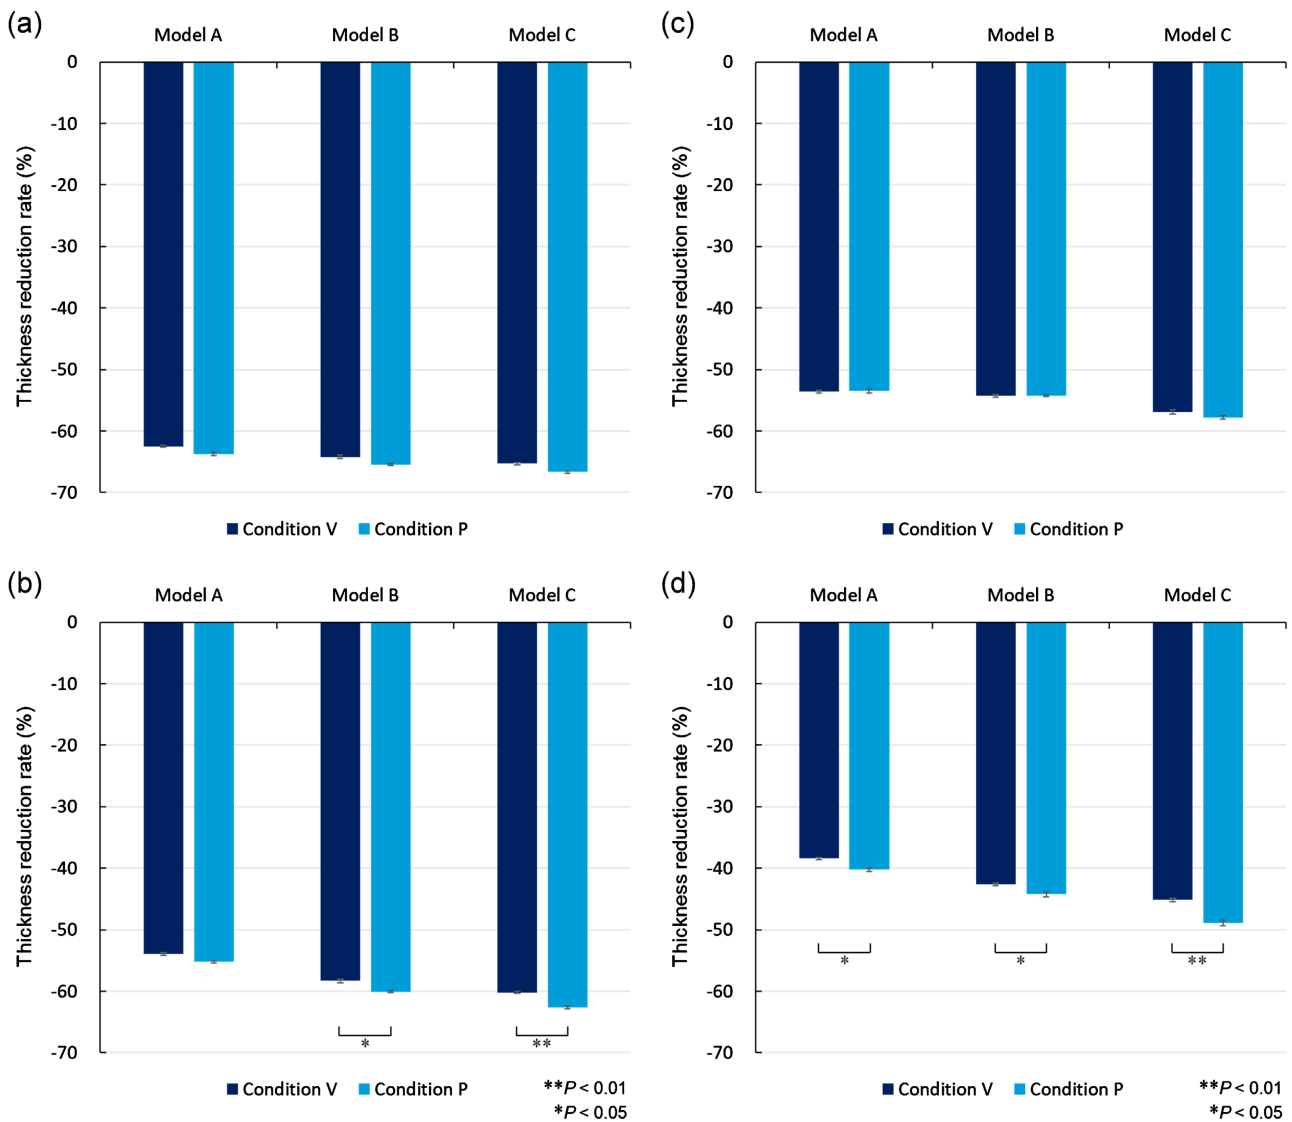 (a)
Model A Model B Model C
Thickness reduction rate (%)
0
-10
-20
-30
-40
-50
-60
-70
Condition V Condition P
(c)
Model A Model B Model C
Thickness reduction rate (%)
0
-10
-20
-30
-40
-50
-60
-70
Condition V Condition P
(b)
Model A Model B Model C
Thickness reduction rate (%)
0
-10
-20
-30
-40
-50
-60
-70
* **
Condition V Condition P
**P < 0.01
*P < 0.05
(d)
Model A Model B Model C
Thickness reduction rate (%)
0
-10
-20
-30
-40
-50
-60
-70
* * **
Condition V Condition P
**P < 0.01
*P < 0.05